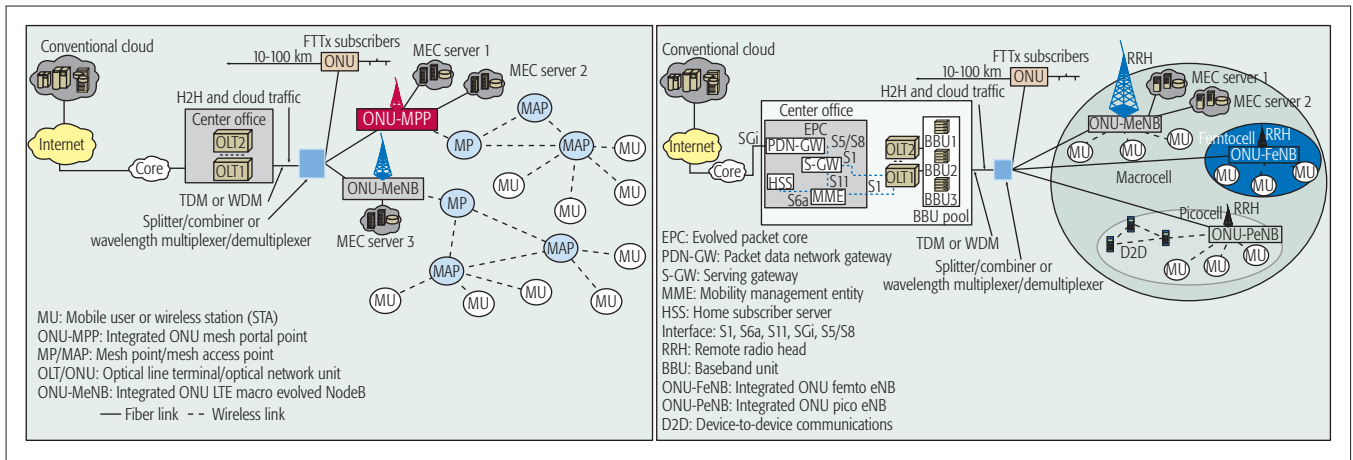 Conventional cloud
FTTx subscribers
10-100 km
ONU
MEC server 1
MEC server 2
H2H and cloud traffic
Center office
OLT2
OLT1
Internet
Core
ONU-MPP
MP
MAP
MAP
MU
MU
MU
MU
ONU-MeNB
MEC server 3
TDM or WDM
Splitter/combiner or
wavelength multiplexer/demultiplexer
MP
MAP
MAP
MU
MU
MU
MU
MU
MU
MU: Mobile user or wireless station (STA)
ONU-MPP: Integrated ONU mesh portal point
MP/MAP: Mesh point/mesh access point
OLT/ONU: Optical line terminal/optical network unit
ONU-MeNB: Integrated ONU LTE macro evolved NodeB
Fiber link
Wireless link
Conventional cloud
FTTx subscribers
10-100 km
ONU
H2H and cloud traffic
RRH
MEC server 1
MEC server 2
ONU-MeNB
MU
MU
MU
Internet
Core
SGi
Center office
EPC
PDN-GW
S5/S8
S-GW
S1
HSS
S11
S6a
MME
S1
OLT2
OLT1
BBU1
BBU2
BBU3
BBU pool
TDM or WDM
Splitter/combiner or
wavelength multiplexer/demultiplexer
Femtocell
RRH
ONU-FeNB
MU
MU
MU
Macrocell
Picocell
RRH
ONU-PeNB
D2D
MU
MU
MU
EPC: Evolved packet core
PDN-GW: Packet data network gateway
S-GW: Serving gateway
MME: Mobility management entity
HSS: Home subscriber server
Interface: S1, S6a, S11, SGi, S5/S8
RRH: Remote radio head
BBU: Baseband unit
ONU-FeNB: Integrated ONU femto eNB
ONU-PeNB: Integrated ONU pico eNB
D2D: Device-to-device communications